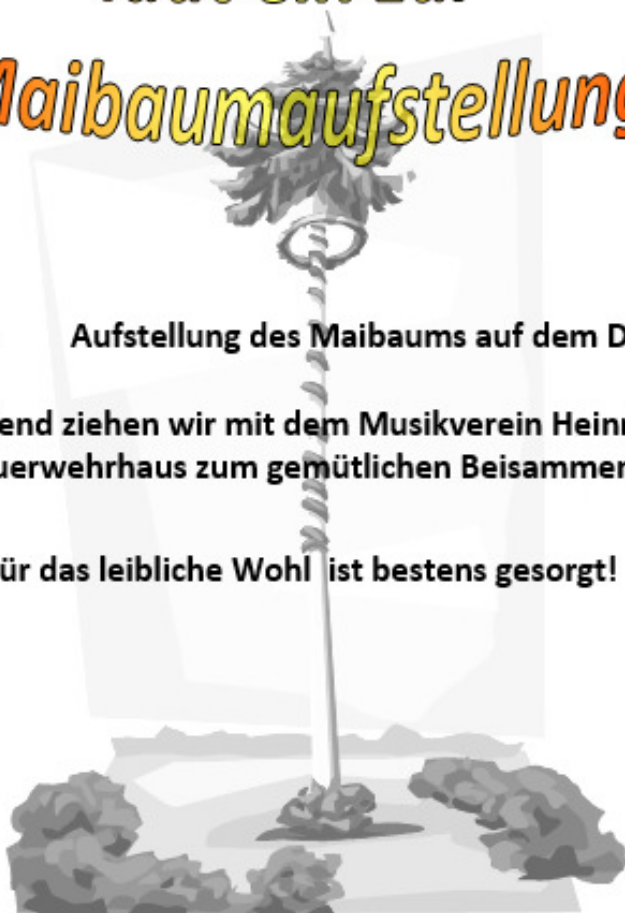 Maibaumaufstellung
Aufstellung des Maibaums auf dem D
end ziehen wir mit dem Musikverein Hein
uerwehrhaus zum gemütlichen Beisammen
ür das leibliche Wohl ist bestens gesorgt!